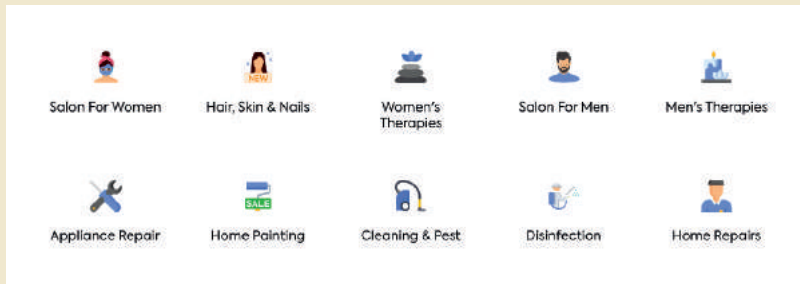 NEW
Salon For Women
Hair, Skin & Nails
Women's
Therapies
Salon For Men
Men's Therapies
SALE
Appliance Repair
Home Painting
Cleaning & Pest
Disinfection
Home Repairs